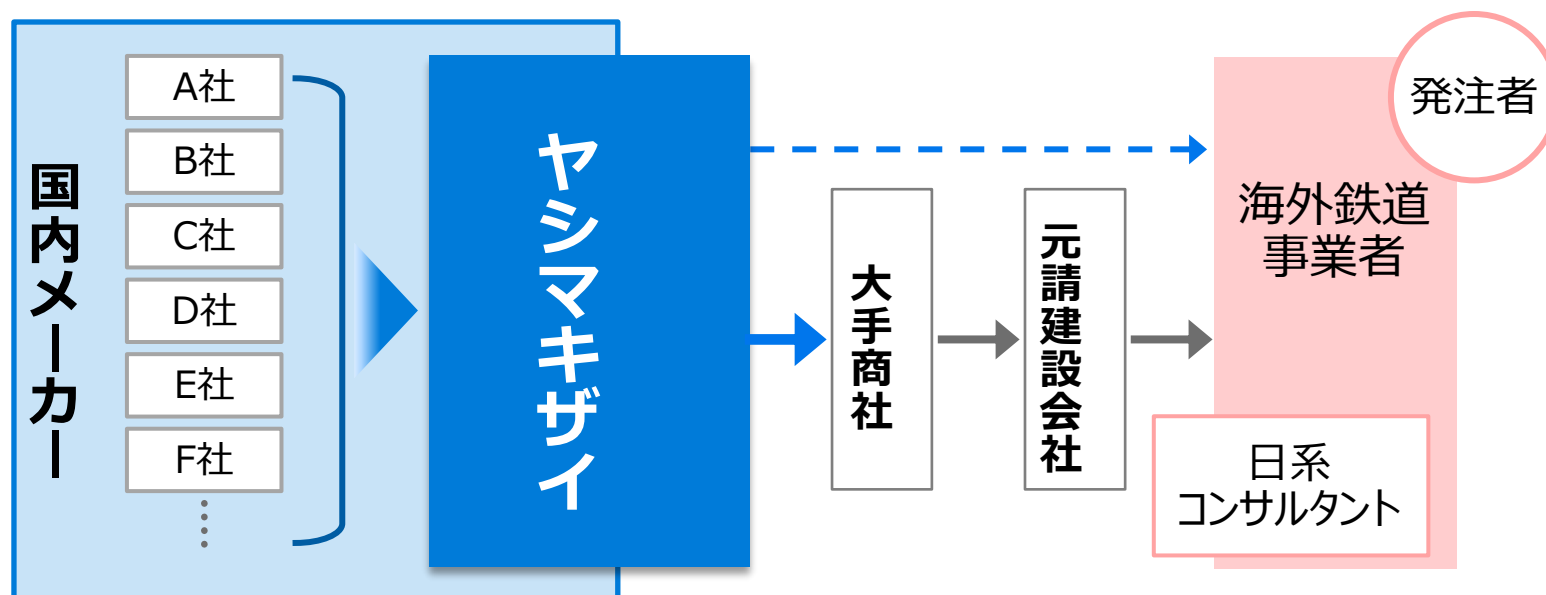 国内メーカー
A社
B社
C社
D社
E社
F社
ヤシマキザイ
大手商社
元請建設会社
発注者
海外鉄道
事業者
日系
コンサルタント